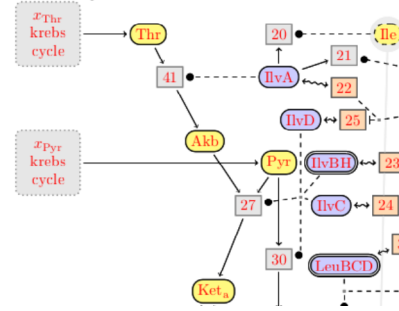 x_Thr
krebs
cycle
Thr
20
Ile
21
41
IlvA
22
IlvD
25
Akb
x_Pyr
krebs
cycle
Pyr
IlvBH
23
27
IlvC
24
30
LeuBCD
Ket_a